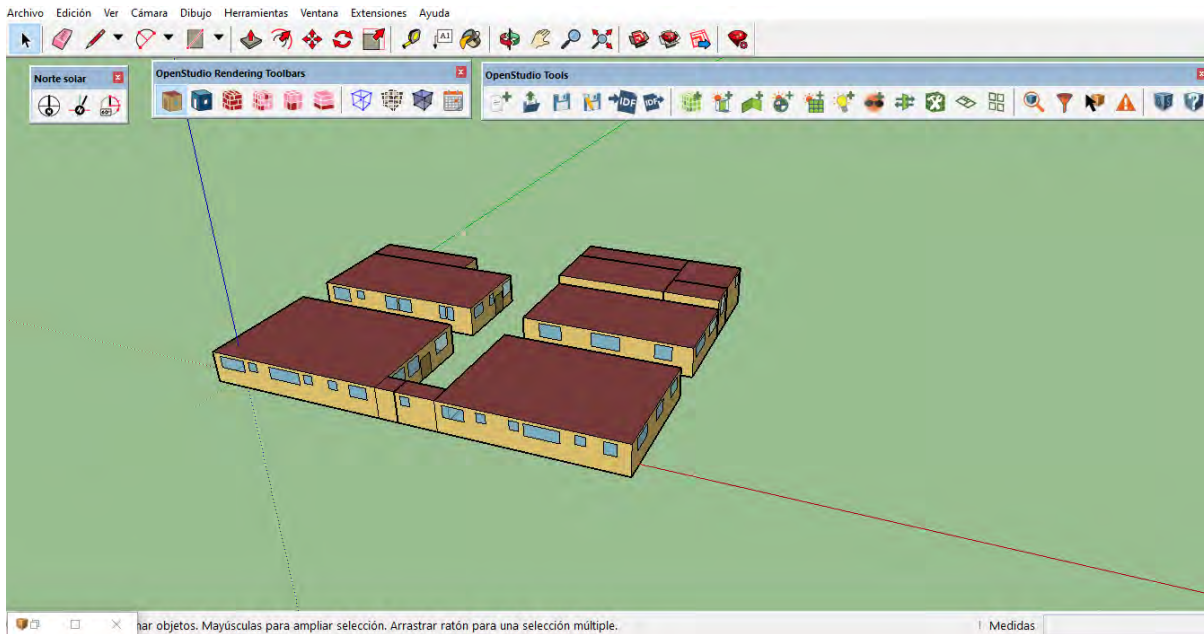 Archivo Edición Ver Cámara Dibujo Herramientas Ventana Extensiones Ayuda
A1
Norte solar
OpenStudio Rendering Toolbars
OpenStudio Tools
IDF
IDF
nar objetos. Mayúsculas para ampliar selección. Arrastrar ratón para una selección múltiple.
Medidas